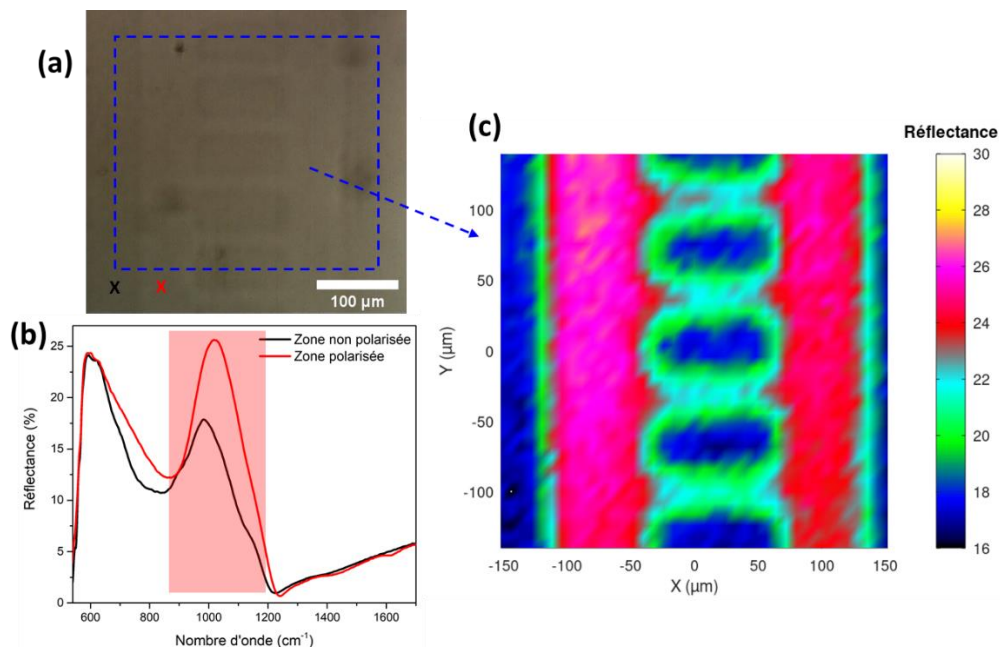 (a)
X X
100 µm
(b)
Zone non polarisée
Zone polarisée
Réflectance (%)
25
20
15
10
5
0
600 800 1000 1200 1400 1600
Nombre d'onde (cm-1)
(c)
Réflectance
30
28
26
24
22
20
18
16
Y (µm)
100
50
0
-50
-100
-150 -100 -50 0 50 100 150
X (µm)